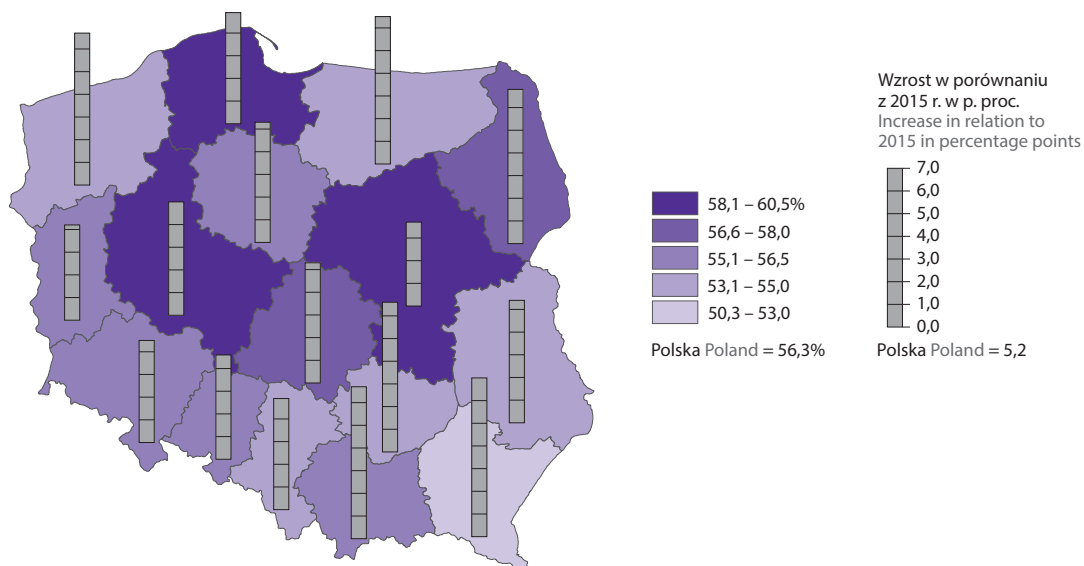 58,1 – 60,5%
56,6 – 58,0
55,1 – 56,5
53,1 – 55,0
50,3 – 53,0
Polska Poland = 56,3%
Wzrost w porównaniu
z 2015 r. w p. proc.
Increase in relation to
2015 in percentage points
7,0
6,0
5,0
4,0
3,0
2,0
1,0
0,0
Polska Poland = 5,2